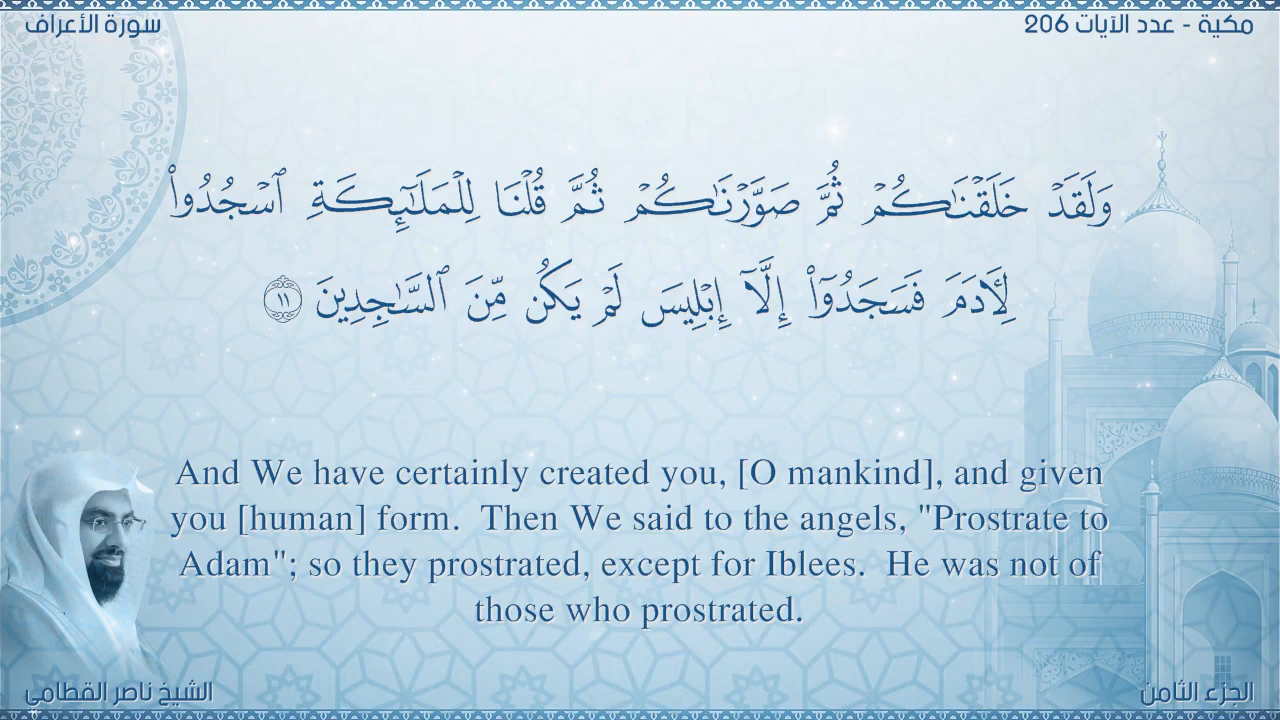 سورة الأعراف
مكية - عدد الآيات 206
وَلَقَدْ خَلَقْنَـٰكُمْ ثُمَّ صَوَّرْنَـٰكُمْ ثُمَّ قُلْنَا لِلْمَلَـٰٓئِكَةِ ٱسْجُدُوا۟
لِـَٔادَمَ فَسَجَدُوٓا۟ إِلَّآ إِبْلِيسَ لَمْ يَكُن مِّنَ ٱلسَّـٰجِدِينَ ١١
And We have certainly created you, [O mankind], and given
you [human] form.  Then We said to the angels, "Prostrate to
Adam"; so they prostrated, except for Iblees.  He was not of
those who prostrated.
الشيخ ناصر القطامي
الجزء الثامن